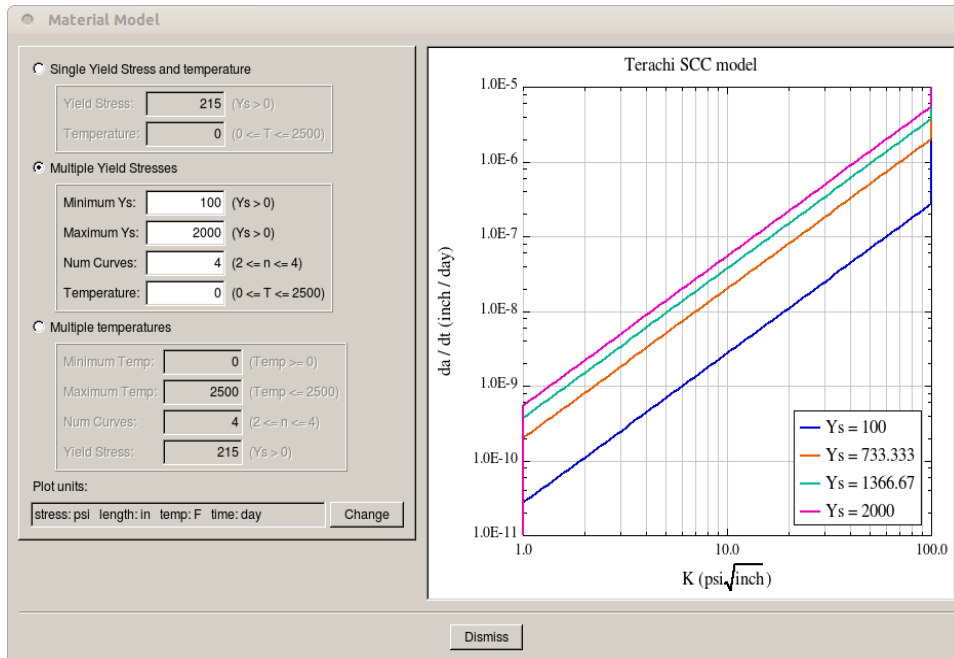 Material Model
Single Yield Stress and temperature
Yield Stress: 215 (Ys > 0)
Temperature: 0 (0 <= T <= 2500)
Multiple Yield Stresses
Minimum Ys: 100 (Ys > 0)
Maximum Ys: 2000 (Ys > 0)
Num Curves: 4 (2 <= n <= 4)
Temperature: 0 (0 <= T <= 2500)
Multiple temperatures
Minimum Temp: 0 (Temp >= 0)
Maximum Temp: 2500 (Temp <= 2500)
Num Curves: 4 (2 <= n <= 4)
Yield Stress: 215 (Ys > 0)
Plot units:
stress: psi length: in temp: F time: day
Change
Terachi SCC model
1.0E-5
1.0E-6
1.0E-7
1.0E-8
1.0E-9
1.0E-10
1.0E-11
da / dt (inch / day)
Ys = 100
Ys = 733.333
Ys = 1366.67
Ys = 2000
1.0 10.0 100.0
K (psi√inch)
Dismiss